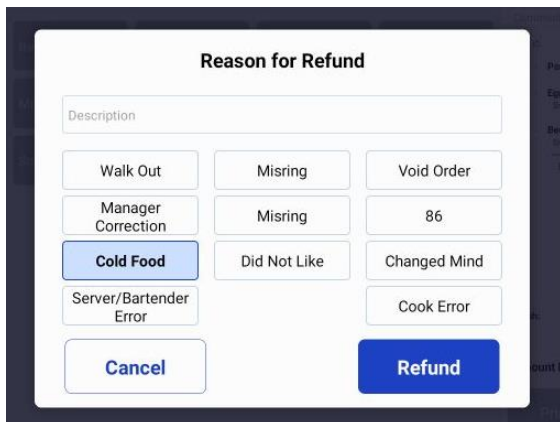 Reason for Refund
Description
Walk Out
Misring
Void Order
Manager
Correction
Misring
86
Cold Food
Did Not Like
Changed Mind
Server/Bartender
Error
Cook Error
Cancel
Refund